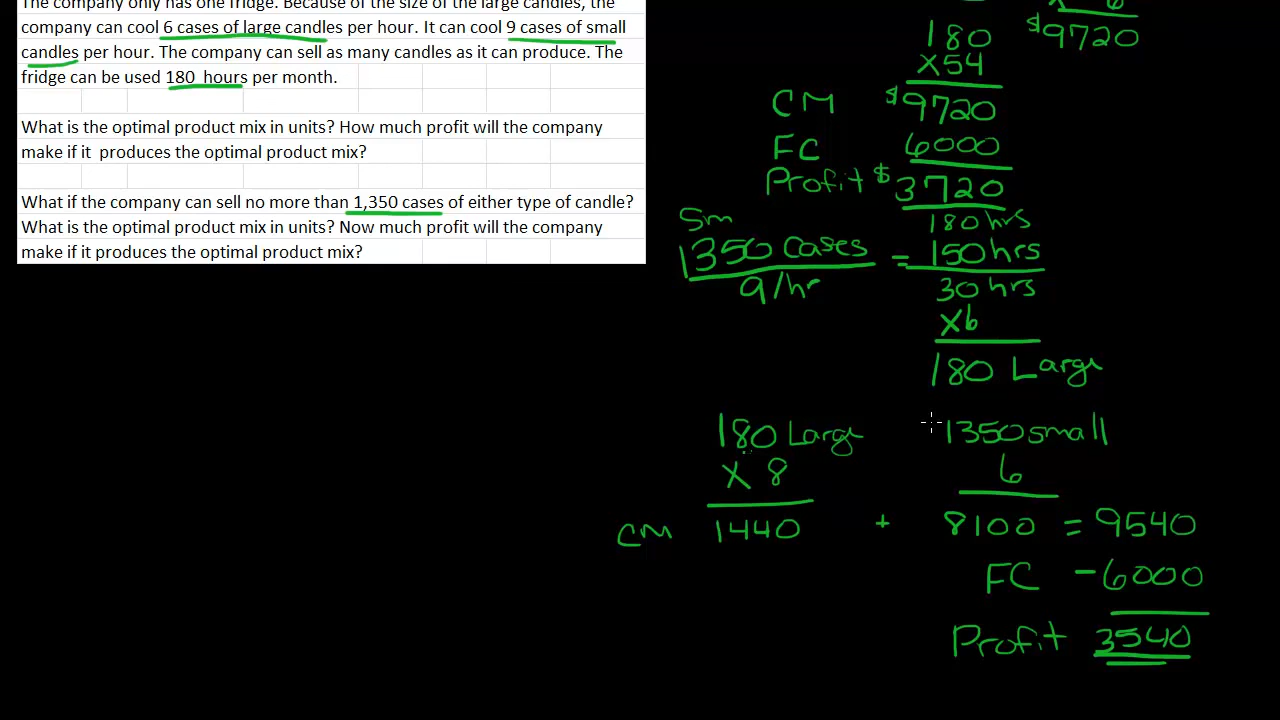 The company only has one fridge. Because of the size of the large candles, the
company can cool 6 cases of large candles per hour. It can cool 9 cases of small
candles per hour. The company can sell as many candles as it can produce. The
fridge can be used 180 hours per month.
What is the optimal product mix in units? How much profit will the company
make if it produces the optimal product mix?
What if the company can sell no more than 1,350 cases of either type of candle?
What is the optimal product mix in units? Now much profit will the company
make if it produces the optimal product mix?
x 6
180 $9720
x54
CM $9720
FC 6000
Profit $3720
Sm 180 hrs
1350 cases = 150 hrs
9/hr 30 hrs
x6
180 Large
180 Large 1350 small
x 8 6
CM 1440 + 8100 = 9540
FC -6000
Profit 3540